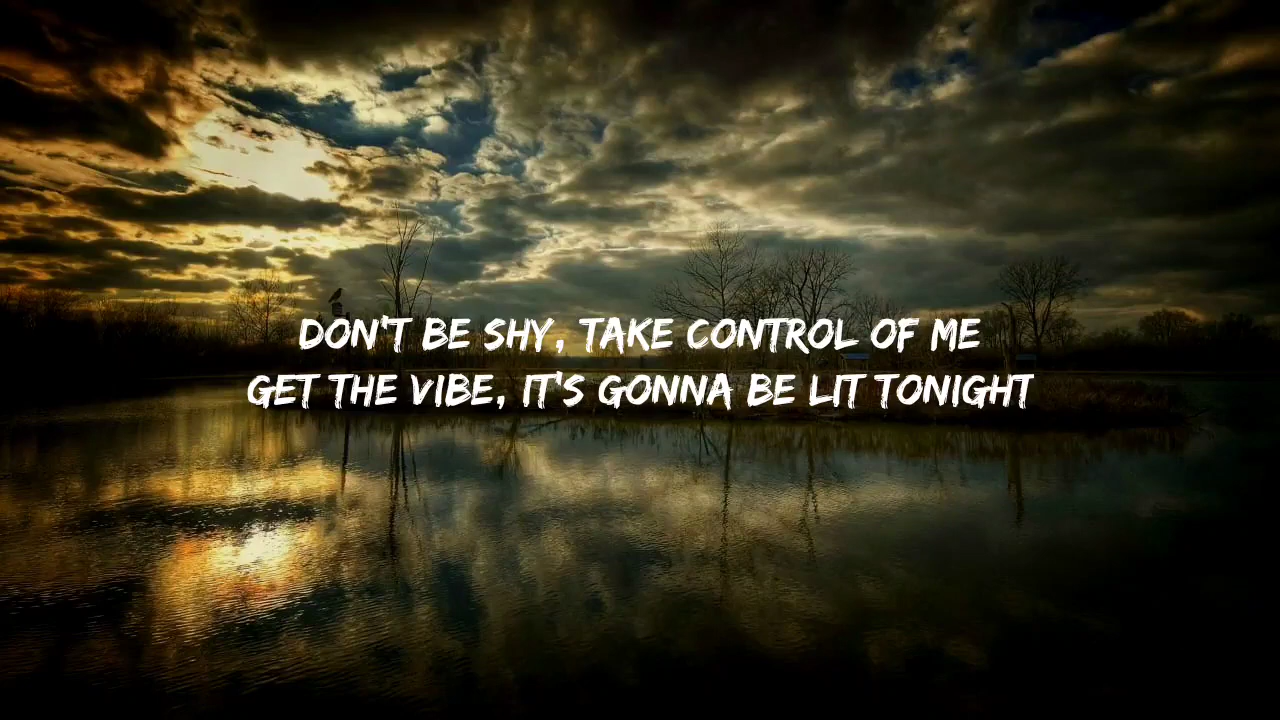 DON'T BE SHY, TAKE CONTROL OF ME
GET THE VIBE, IT'S GONNA BE LIT TONIGHT